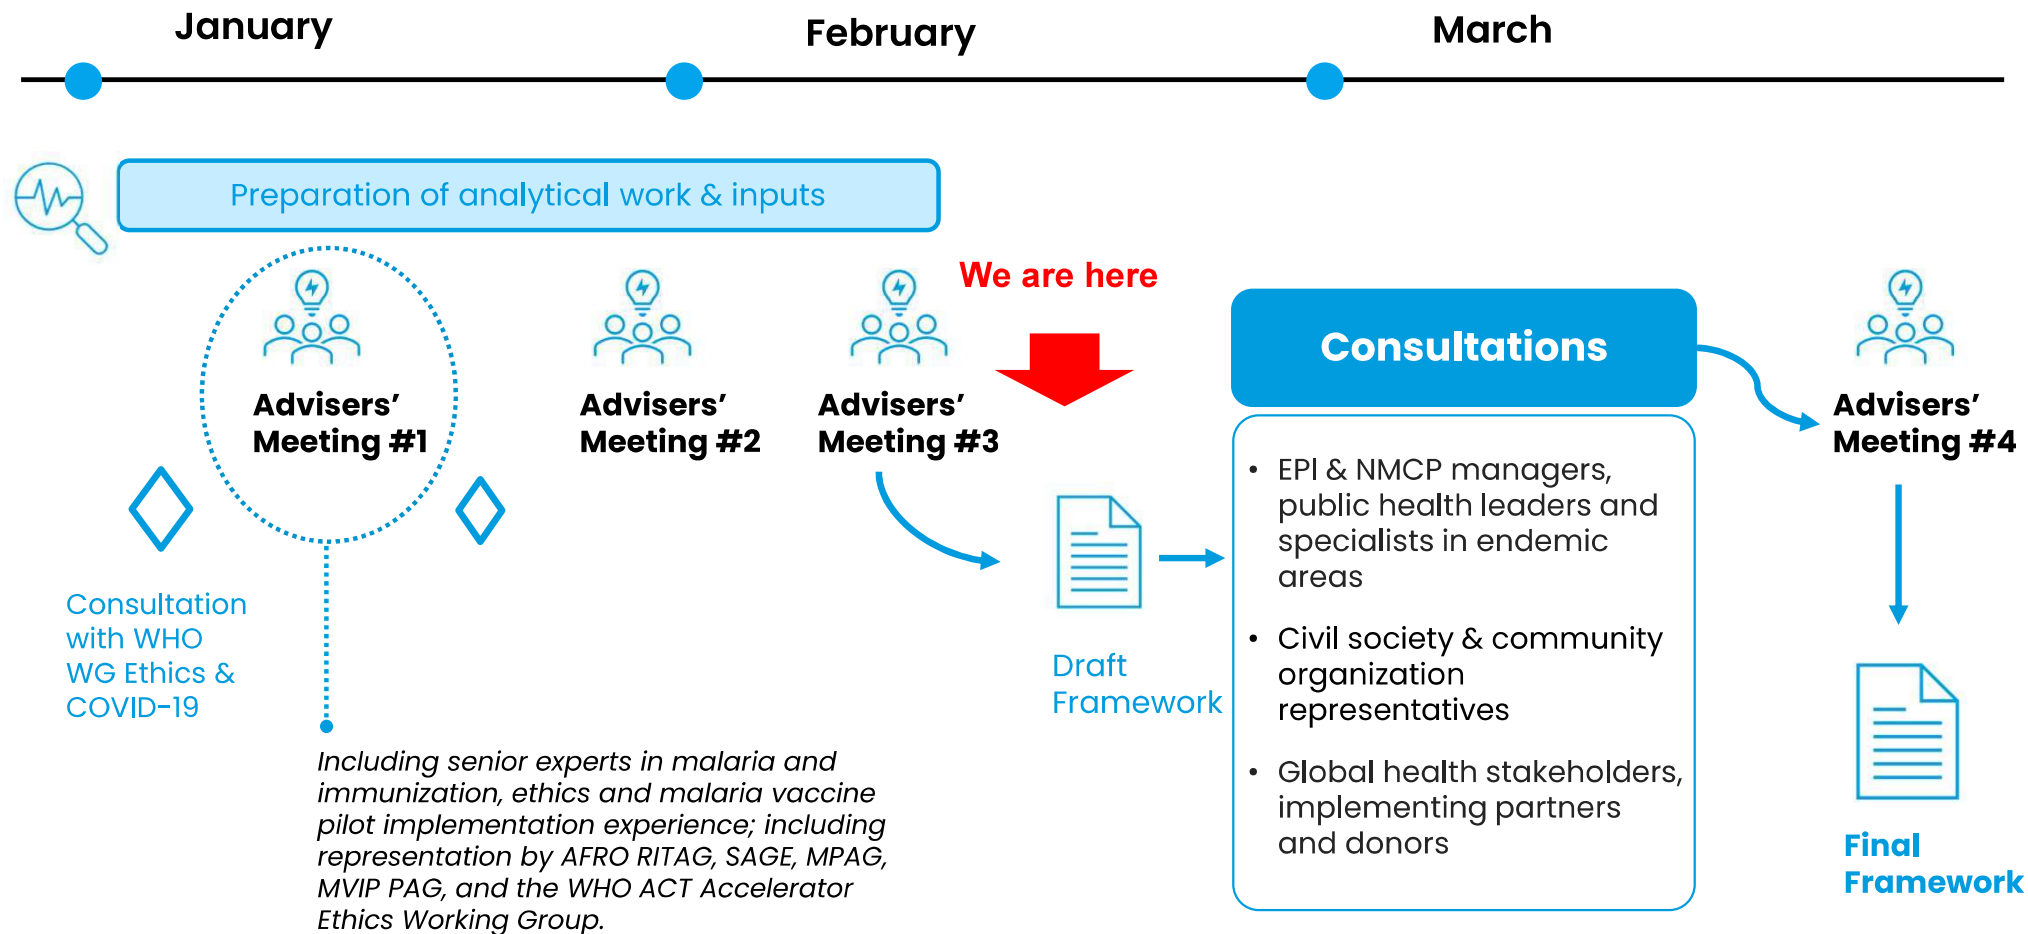 January
February
March
Preparation of analytical work & inputs
We are here
Advisers’
Meeting #1
Advisers’
Meeting #2
Advisers’
Meeting #3
Consultation
with WHO
WG Ethics &
COVID-19
Including senior experts in malaria and
immunization, ethics and malaria vaccine
pilot implementation experience; including
representation by AFRO RITAG, SAGE, MPAG,
MVIP PAG, and the WHO ACT Accelerator
Ethics Working Group.
Draft
Framework
Consultations
• EPI & NMCP managers,
public health leaders and
specialists in endemic
areas
• Civil society & community
organization
representatives
• Global health stakeholders,
implementing partners
and donors
Advisers’
Meeting #4
Final
Framework